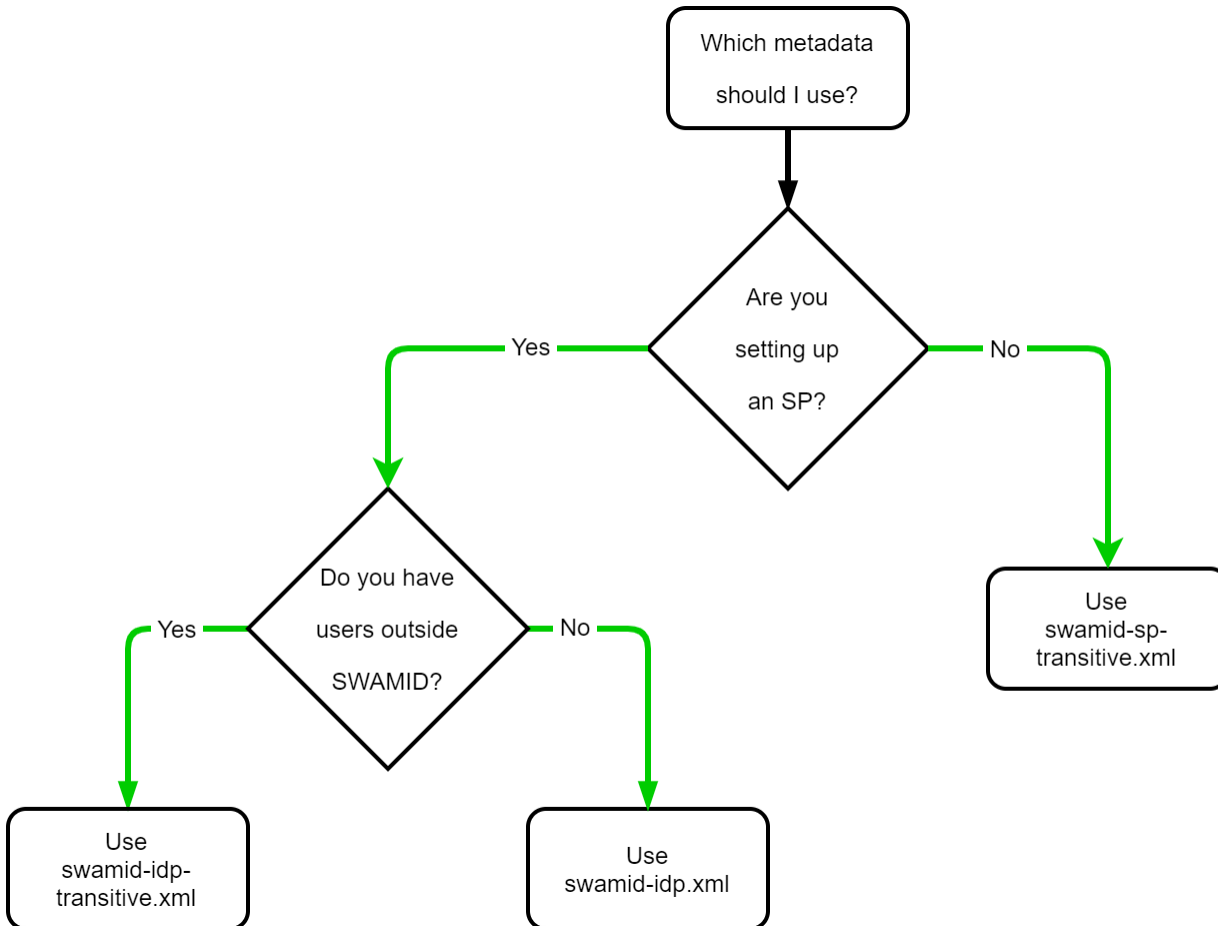 Which metadata
should I use?
Are you
setting up
an SP?
Yes
No
Do you have
users outside
SWAMID?
Yes
No
Use
swamid-sp-
transitive.xml
Use
swamid-idp-
transitive.xml
Use
swamid-idp.xml